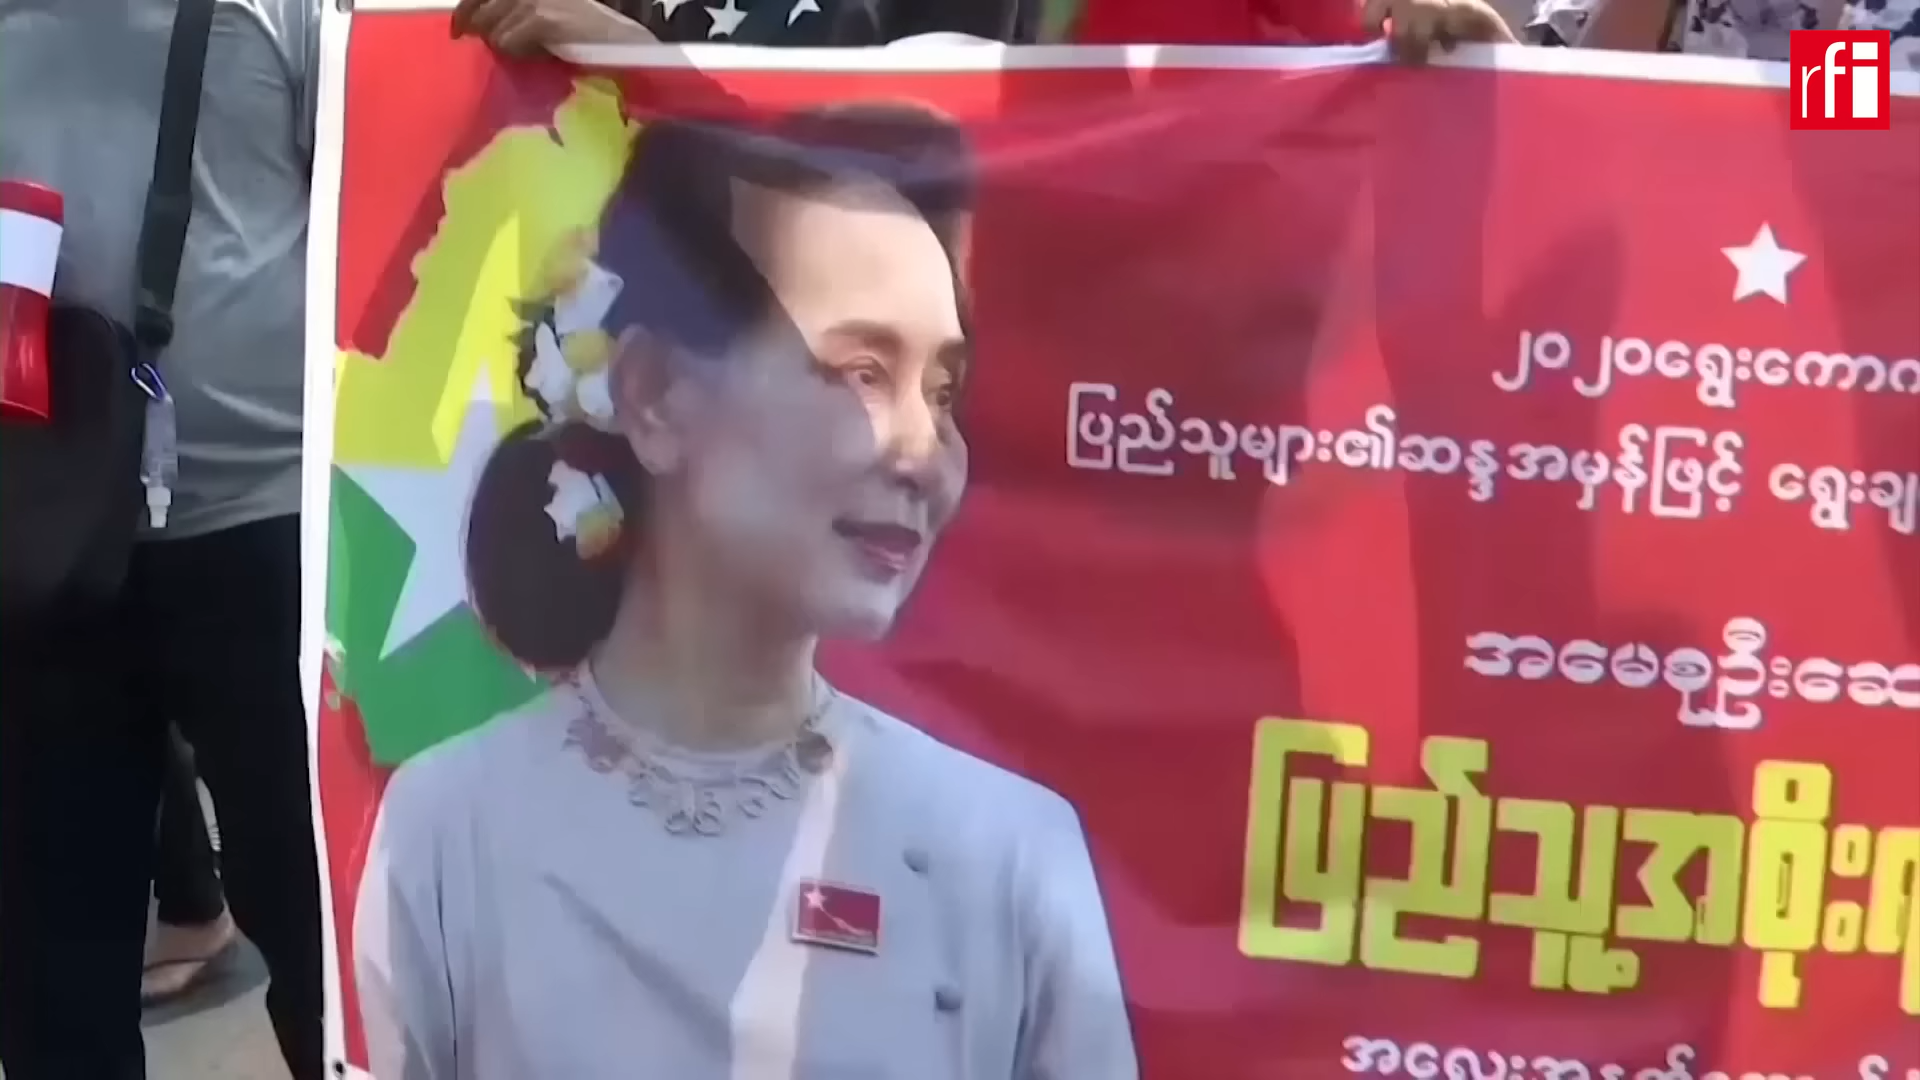 rfi
၂၀၂၀ရွေးကောက
ပြည်သူများ၏ဆန္ဒအမှန်ဖြင့် ရွေးချ
အမေစုဦးဆော
ပြည်သူ့အစိုးရ